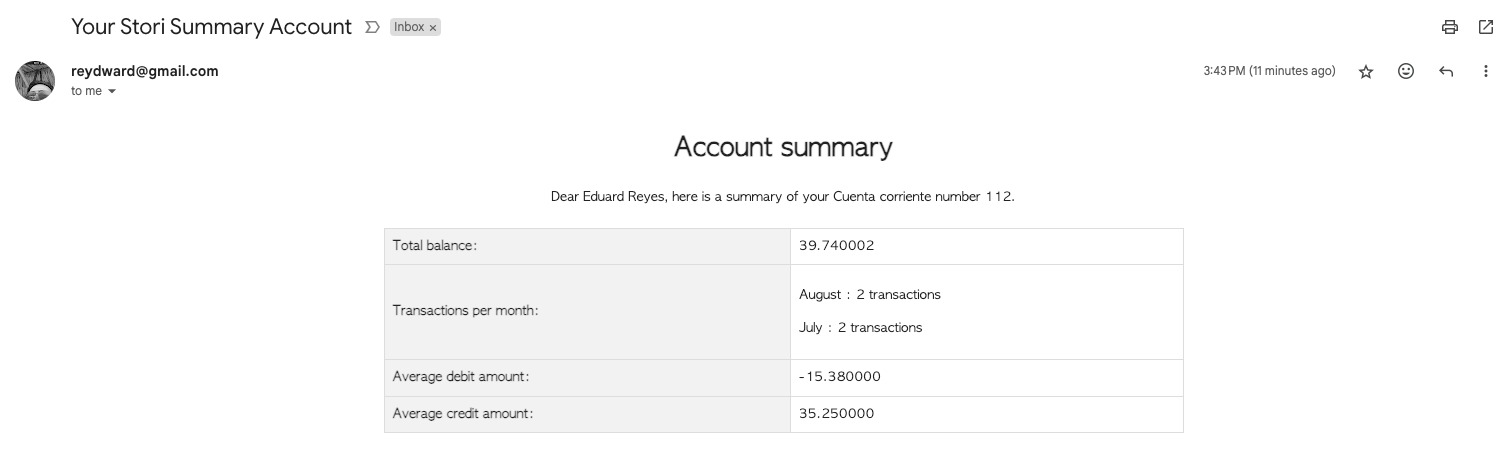 Your Stori Summary Account Inbox ×
reydward@gmail.com 3:43 PM (11 minutes ago)
to me
Account summary
Dear Eduard Reyes, here is a summary of your Cuenta corriente number 112.
Total balance: 39.740002
Transactions per month:
August : 2 transactions
July : 2 transactions
Average debit amount: -15.380000
Average credit amount: 35.250000